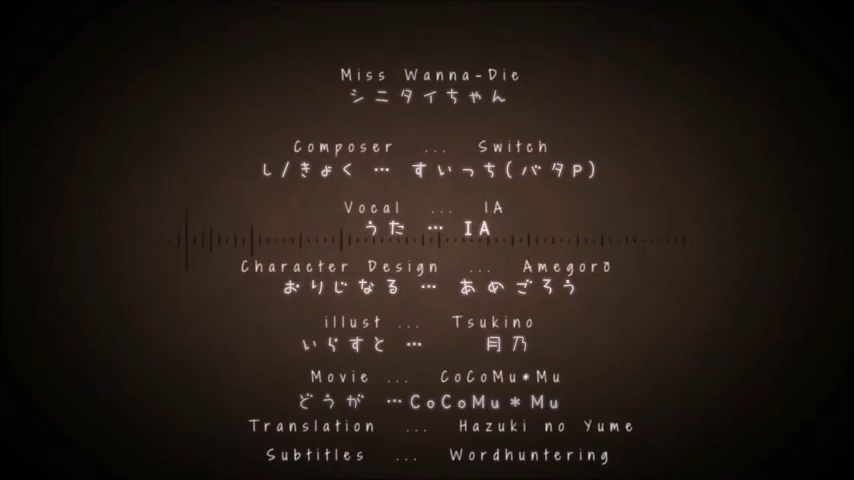 Miss Wanna-Die
シニタイちゃん
Composer ... Switch
し/きょく … すいっち(バタP)
Vocal ... IA
うた … IA
Character Design ... Amegorō
おりじなる … あめごろう
illust ... Tsukino
いらすと … 月乃
Movie ... CoCoMu*Mu
どうが …CoCoMu*Mu
Translation ... Hazuki no Yume
Subtitles ... Wordhuntering